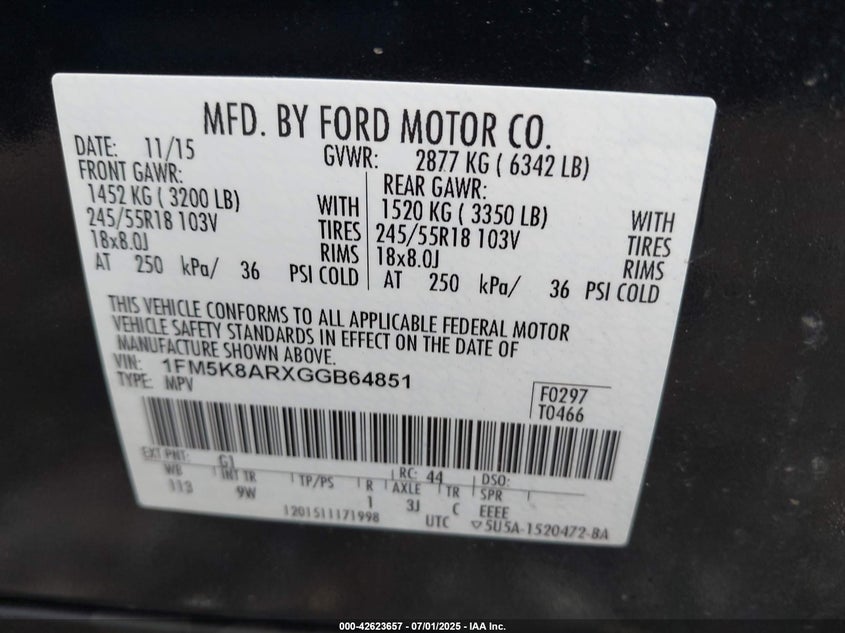 MFD. BY FORD MOTOR CO.
DATE: 11/15 GVWR: 2877 KG ( 6342 LB)
FRONT GAWR: REAR GAWR:
1452 KG ( 3200 LB) WITH 1520 KG ( 3350 LB) WITH
245/55R18 103V TIRES 245/55R18 103V TIRES
18x8.0J RIMS 18x8.0J RIMS
AT 250 kPa/ 36 PSI COLD AT 250 kPa/ 36 PSI COLD
THIS VEHICLE CONFORMS TO ALL APPLICABLE FEDERAL MOTOR
VEHICLE SAFETY STANDARDS IN EFFECT ON THE DATE OF
MANUFACTURE SHOWN ABOVE.
VIN: 1FM5K8ARXGGB64851
TYPE: MPV
F0297
T0466
EXT PNT: G1 RC: 44 DSO:
WB INT TR TP/PS R AXLE TR SPR
113 9W 1 3J C EEEE
1201511171998 UTC ▽5U5A-1520472-BA
000-42623657 - 07/01/2025 - IAA Inc.